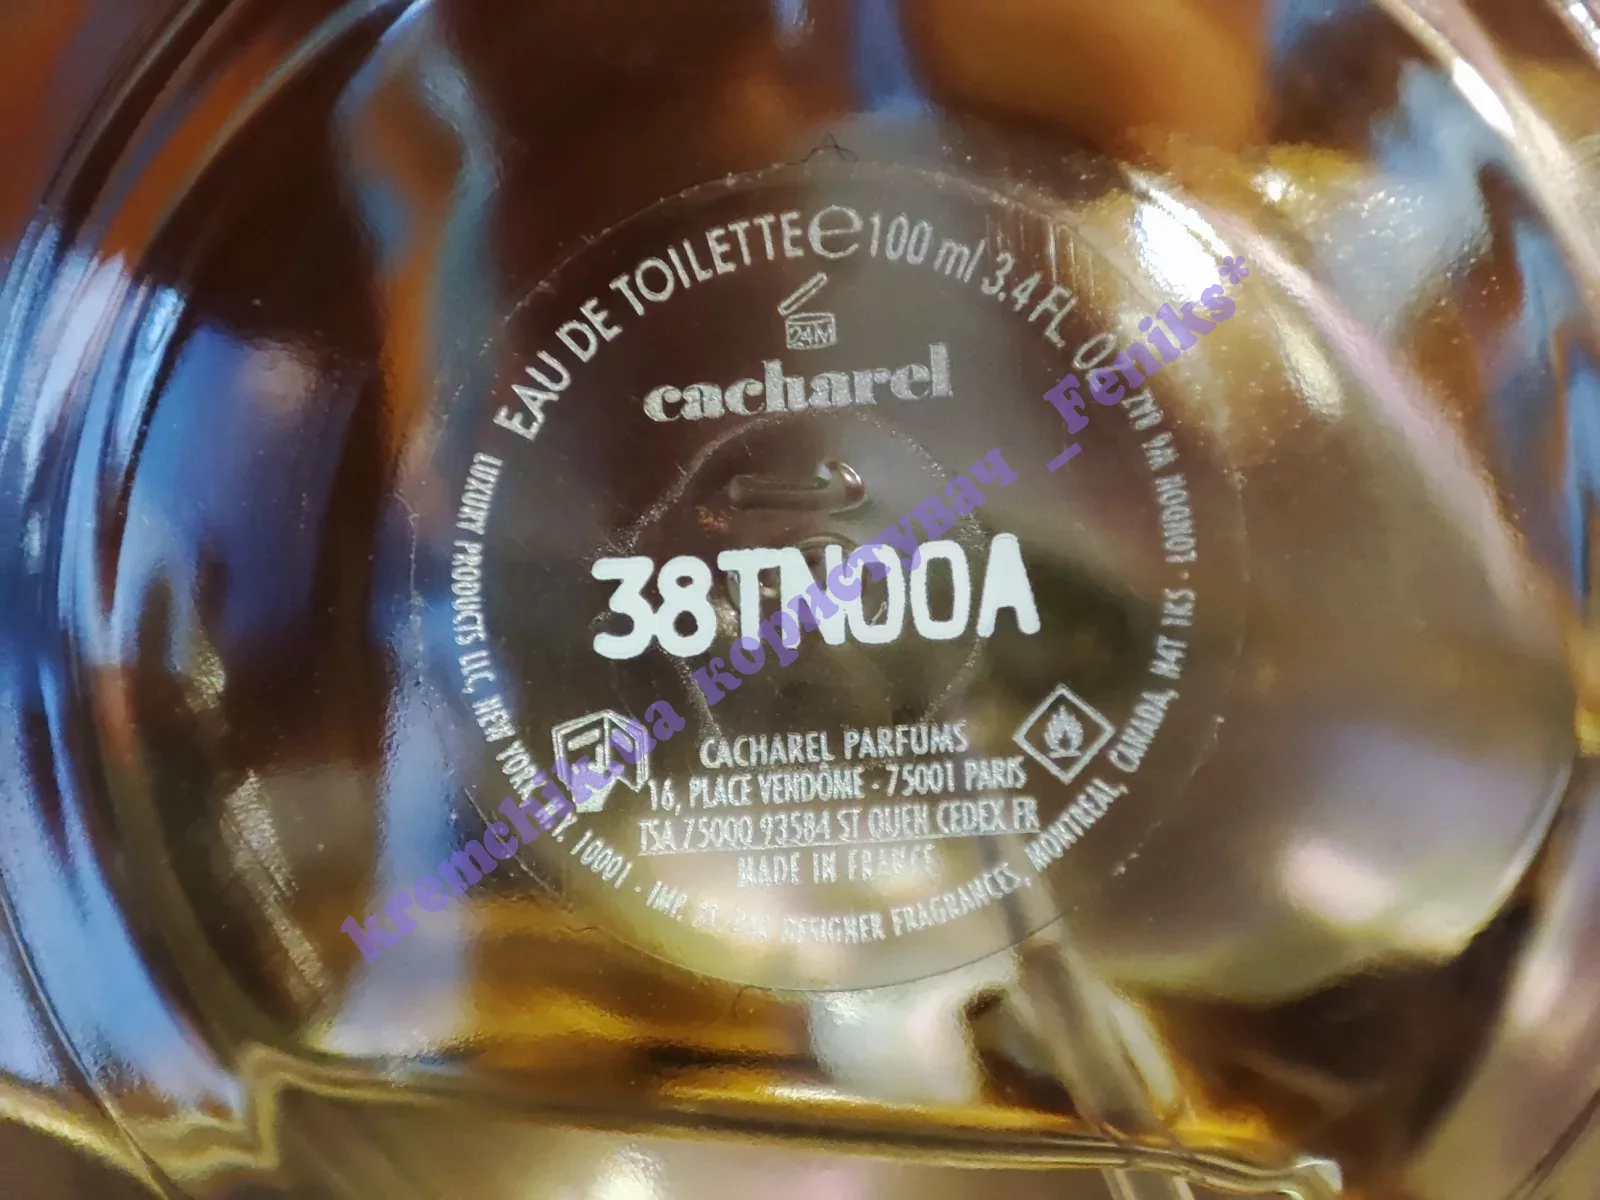 EAU DE TOILETTE e 100 ml 3.4 FL. OZ
24M
cacharel
38TN00A
CACHAREL PARFUMS
16, PLACE VENDÔME - 75001 PARIS
TSA 75000 93584 ST OUEN CEDEX FR
MADE IN FRANCE
LUXURY PRODUCTS LLC, NEW YORK N.Y. 10001 - IMP. DESIGNER FRAGRANCES, MONTREAL, CANADA, H4T 1K5 - LONDON W6 8AZ
kremchik.ua користувач _Feniks*